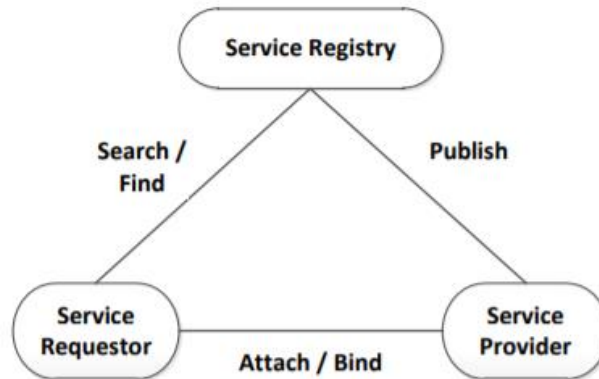 Service Registry
Search /
Find
Publish
Service
Requestor
Attach / Bind
Service
Provider